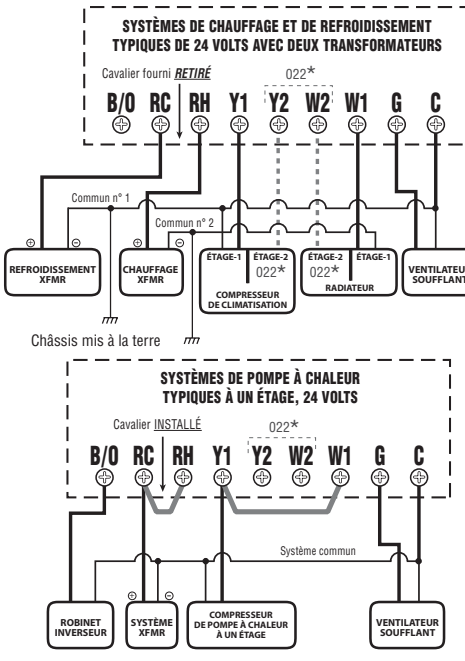 SYSTÈMES DE CHAUFFAGE ET DE REFROIDISSEMENT
TYPIQUES DE 24 VOLTS AVEC DEUX TRANSFORMATEURS
Cavalier fourni RETIRÉ
022*
B/O RC RH Y1 Y2 W2 W1 G C
Commun n° 1
Commun n° 2
REFROIDISSEMENT
XFMR
CHAUFFAGE
XFMR
ÉTAGE-1 ÉTAGE-2
022*
COMPRESSEUR
DE CLIMATISATION
ÉTAGE-2 ÉTAGE-1
022*
RADIATEUR
VENTILATEUR
SOUFFLANT
Châssis mis à la terre
SYSTÈMES DE POMPE À CHALEUR
TYPIQUES À UN ÉTAGE, 24 VOLTS
Cavalier INSTALLÉ
022*
B/O RC RH Y1 Y2 W2 W1 G C
Système commun
ROBINET
INVERSEUR
SYSTÈME
XFMR
COMPRESSEUR
DE POMPE À CHALEUR
À UN ÉTAGE
VENTILATEUR
SOUFFLANT